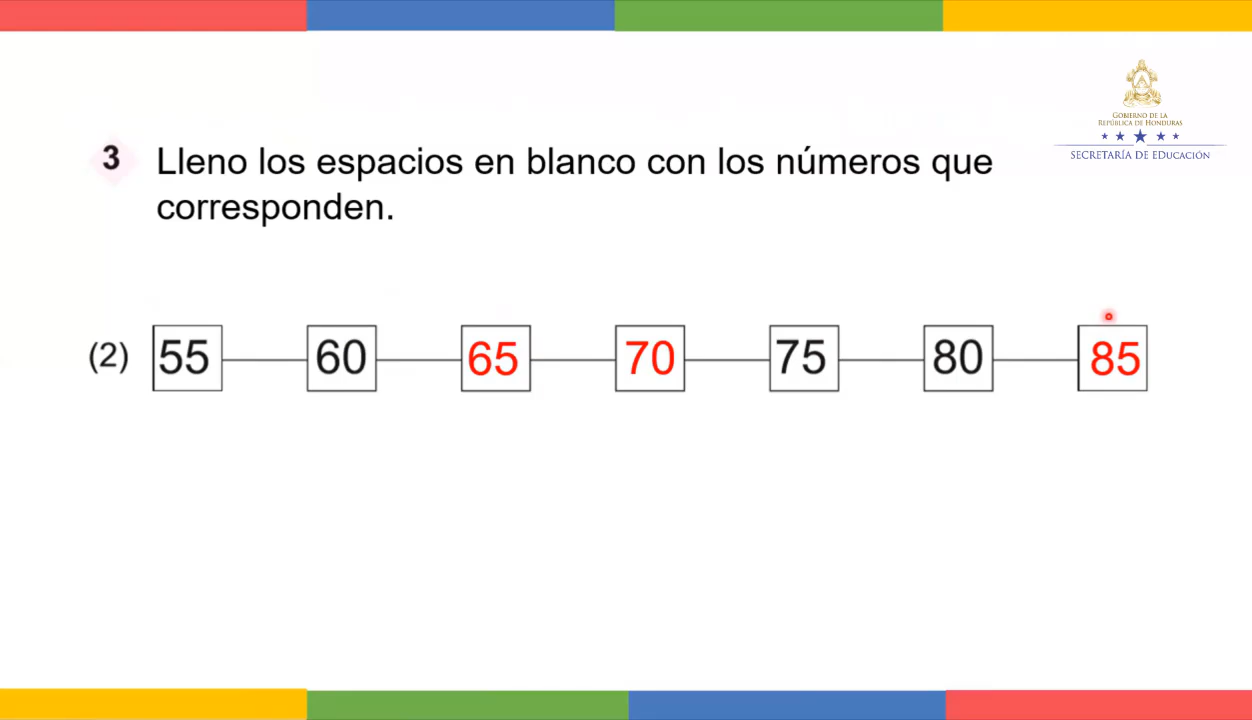 GOBIERNO DE LA
REPÚBLICA DE HONDURAS
SECRETARÍA DE EDUCACIÓN
3 Lleno los espacios en blanco con los números que
corresponden.
(2) 55 60 65 70 75 80 85